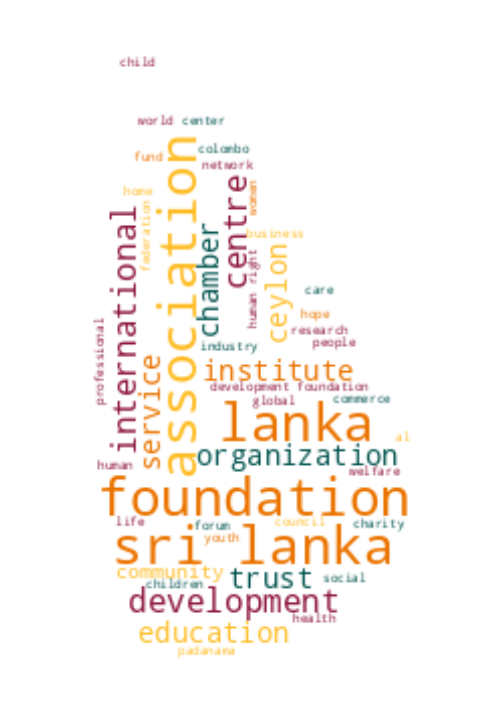 child
world center
colombo
fund
network
home
women
federation
association
centre
international
chamber
business
ceylon
human right
care
hope
research
people
industry
professional
service
institute
development foundation
global
commerce
lanka
al
organization
human
welfare
foundation
life
forum
council
charity
sri lanka
youth
community
trust
social
children
development
health
education
padanama